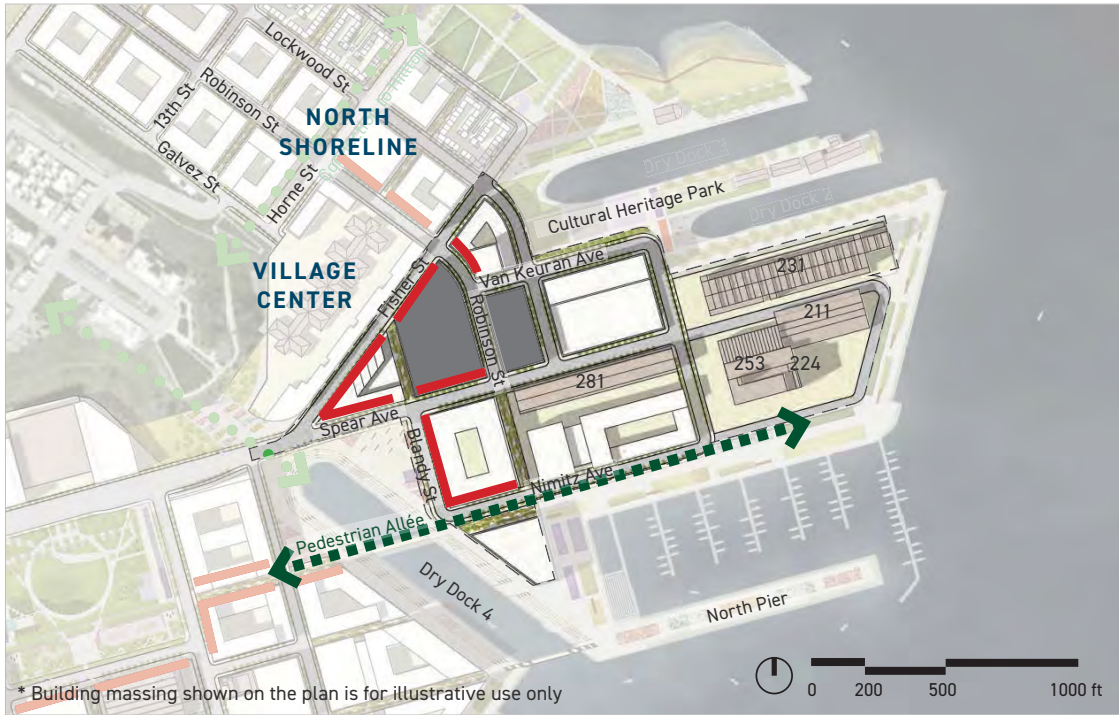 Lockwood St
Robinson St
13th St
Galvez St
Horne St
NORTH
SHORELINE
VILLAGE
CENTER
Fisher St
Dry Dock 3
Cultural Heritage Park
Dry Dock 2
Van Keuran Ave
Robinson St
231
211
253
224
281
Spear Ave
Blandy St
Nimitz Ave
Pedestrian Allée
Dry Dock 4
North Pier
* Building massing shown on the plan is for illustrative use only
0 200 500 1000 ft